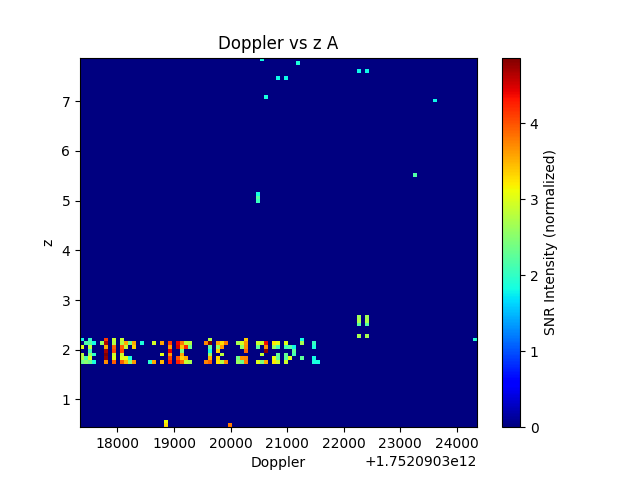 Doppler vs z A
7
6
5
4
3
2
1
z
18000 19000 20000 21000 22000 23000 24000
Doppler
+1.7520903e12
4
3
2
1
0
SNR Intensity (normalized)